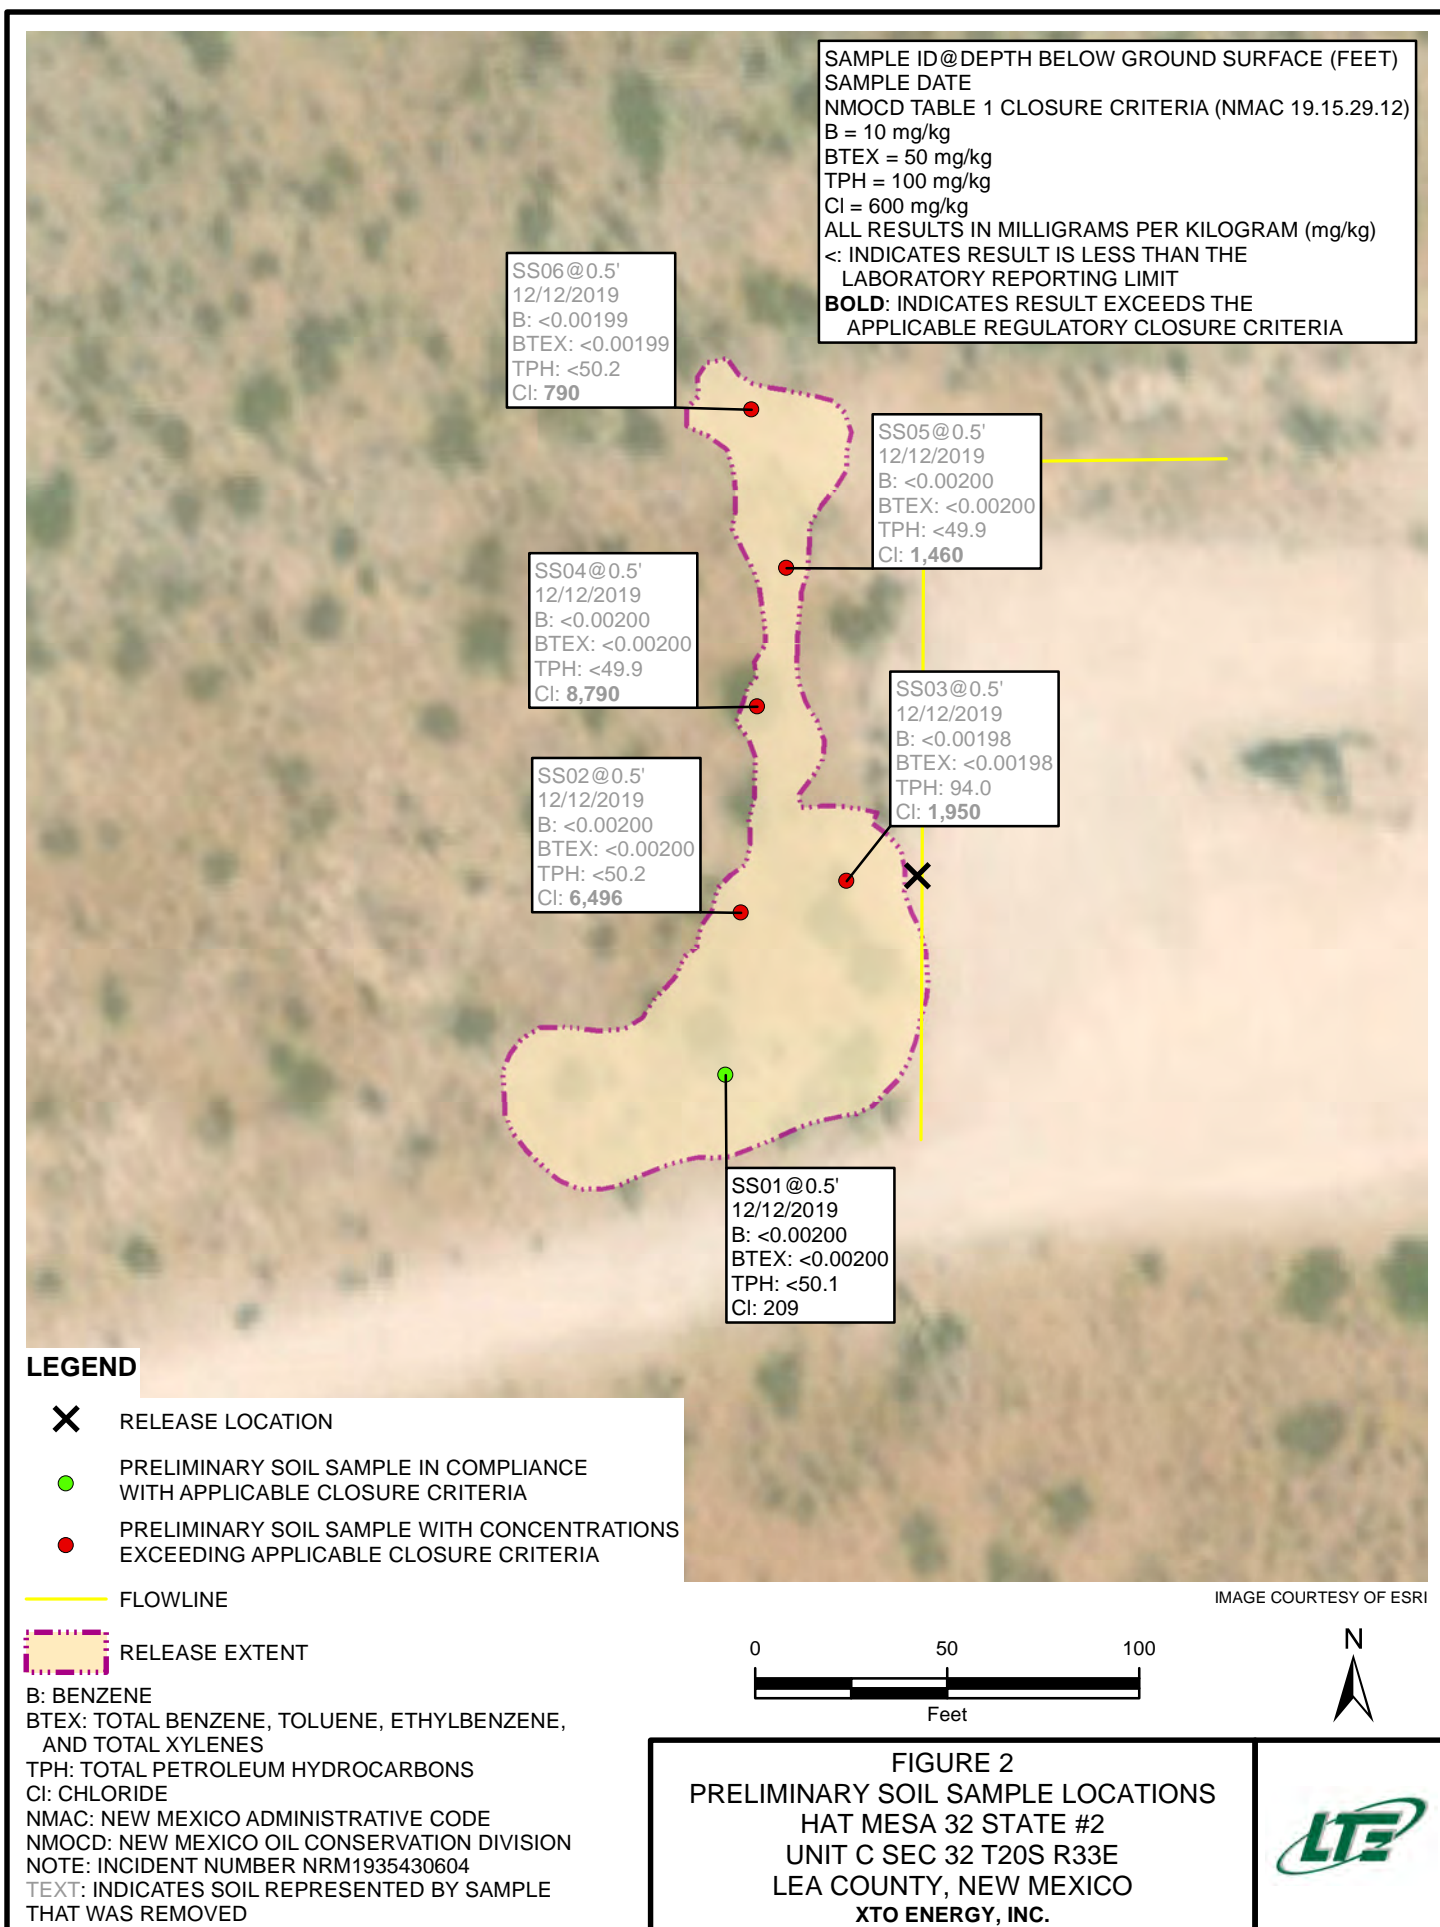 SAMPLE ID@DEPTH BELOW GROUND SURFACE (FEET)
SAMPLE DATE
NMOCD TABLE 1 CLOSURE CRITERIA (NMAC 19.15.29.12)
B = 10 mg/kg
BTEX = 50 mg/kg
TPH = 100 mg/kg
Cl = 600 mg/kg
ALL RESULTS IN MILLIGRAMS PER KILOGRAM (mg/kg)
<: INDICATES RESULT IS LESS THAN THE
LABORATORY REPORTING LIMIT
BOLD: INDICATES RESULT EXCEEDS THE
APPLICABLE REGULATORY CLOSURE CRITERIA
SS06@0.5'
12/12/2019
B: <0.00199
BTEX: <0.00199
TPH: <50.2
Cl: 790
SS05@0.5'
12/12/2019
B: <0.00200
BTEX: <0.00200
TPH: <49.9
Cl: 1,460
SS04@0.5'
12/12/2019
B: <0.00200
BTEX: <0.00200
TPH: <49.9
Cl: 8,790
SS03@0.5'
12/12/2019
B: <0.00198
BTEX: <0.00198
TPH: 94.0
Cl: 1,950
SS02@0.5'
12/12/2019
B: <0.00200
BTEX: <0.00200
TPH: <50.2
Cl: 6,496
SS01@0.5'
12/12/2019
B: <0.00200
BTEX: <0.00200
TPH: <50.1
Cl: 209
LEGEND
RELEASE LOCATION
PRELIMINARY SOIL SAMPLE IN COMPLIANCE
WITH APPLICABLE CLOSURE CRITERIA
PRELIMINARY SOIL SAMPLE WITH CONCENTRATIONS
EXCEEDING APPLICABLE CLOSURE CRITERIA
FLOWLINE
RELEASE EXTENT
B: BENZENE
BTEX: TOTAL BENZENE, TOLUENE, ETHYLBENZENE,
AND TOTAL XYLENES
TPH: TOTAL PETROLEUM HYDROCARBONS
Cl: CHLORIDE
NMAC: NEW MEXICO ADMINISTRATIVE CODE
NMOCD: NEW MEXICO OIL CONSERVATION DIVISION
NOTE: INCIDENT NUMBER NRM1935430604
TEXT: INDICATES SOIL REPRESENTED BY SAMPLE
THAT WAS REMOVED
IMAGE COURTESY OF ESRI
0 50 100
Feet
N
FIGURE 2
PRELIMINARY SOIL SAMPLE LOCATIONS
HAT MESA 32 STATE #2
UNIT C SEC 32 T20S R33E
LEA COUNTY, NEW MEXICO
XTO ENERGY, INC.
LTE